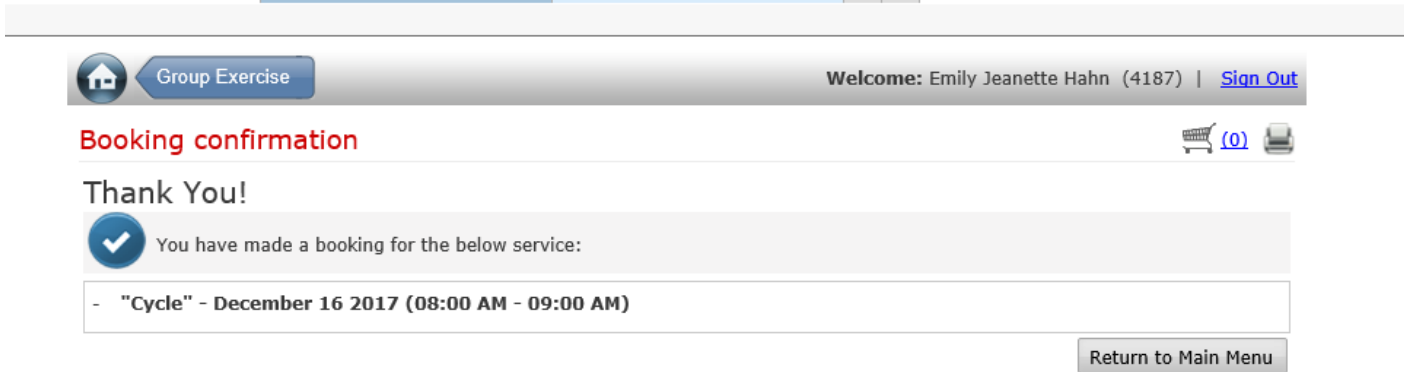 Group Exercise
Welcome: Emily Jeanette Hahn (4187) | Sign Out
Booking confirmation
(0)
Thank You!
You have made a booking for the below service:
- "Cycle" - December 16 2017 (08:00 AM - 09:00 AM)
Return to Main Menu